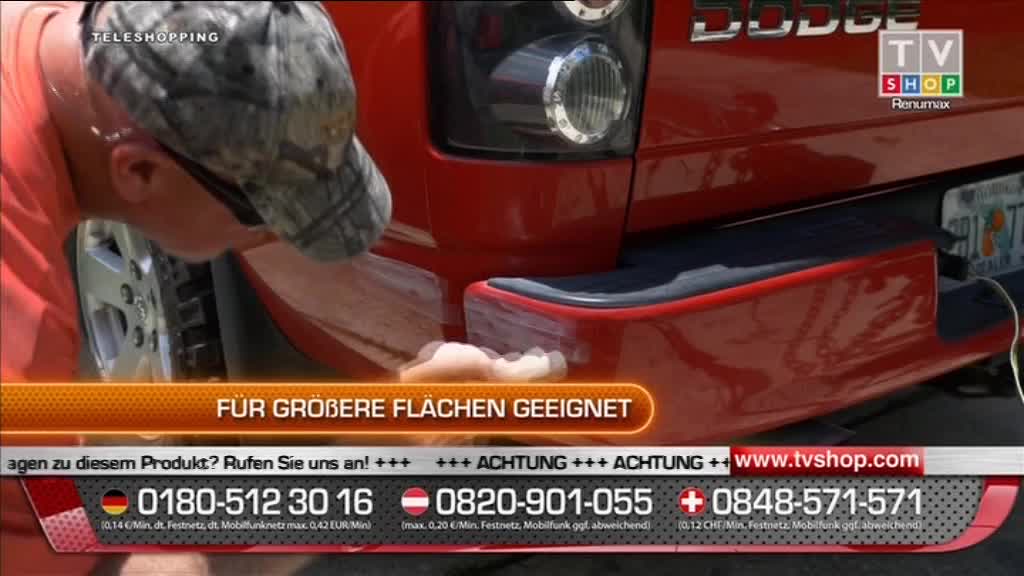 TELESHOPPING
DODGE
TV
SHOP
Renumax
FÜR GRÖßERE FLÄCHEN GEEIGNET
agen zu diesem Produkt? Rufen Sie uns an! +++ +++ ACHTUNG +++ ACHTUNG ++
www.tvshop.com
0180-512 30 16
(0,14 €/Min. dt. Festnetz, dt. Mobilfunknetz max. 0,42 EUR/Min)
0820-901-055
(max. 0,20 €/Min. Festnetz, Mobilfunk ggf. abweichend)
0848-571-571
(0,12 CHF/Min. Festnetz, Mobilfunk ggf. abweichend)